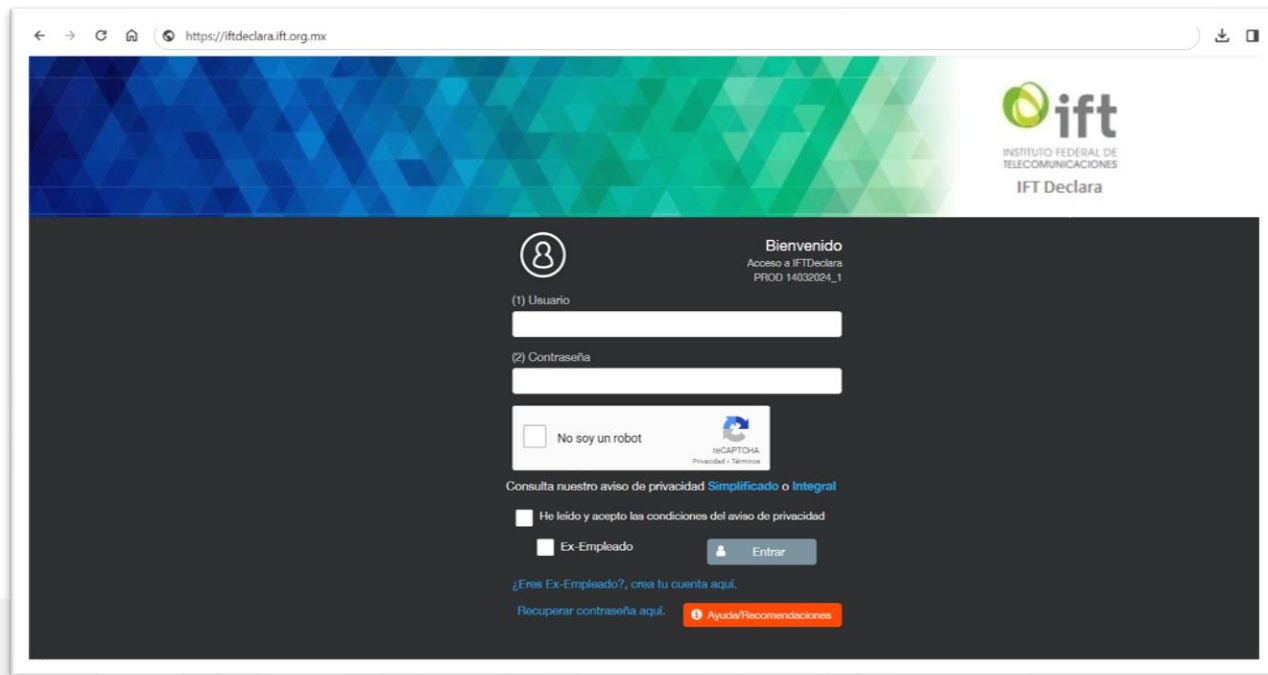 https://iftdeclara.ift.org.mx
ift
INSTITUTO FEDERAL DE
TELECOMUNICACIONES
IFT Declara
Bienvenido
Acceso a IFTDeclara
PROD 14032024_1
(1) Usuario
(2) Contraseña
No soy un robot
reCAPTCHA
Privacidad - Términos
Consulta nuestro aviso de privacidad Simplificado o Integral
He leído y acepto las condiciones del aviso de privacidad
Ex-Empleado
Entrar
¿Eres Ex-Empleado?, crea tu cuenta aquí.
Recuperar contraseña aquí.
Ayuda/Recomendaciones